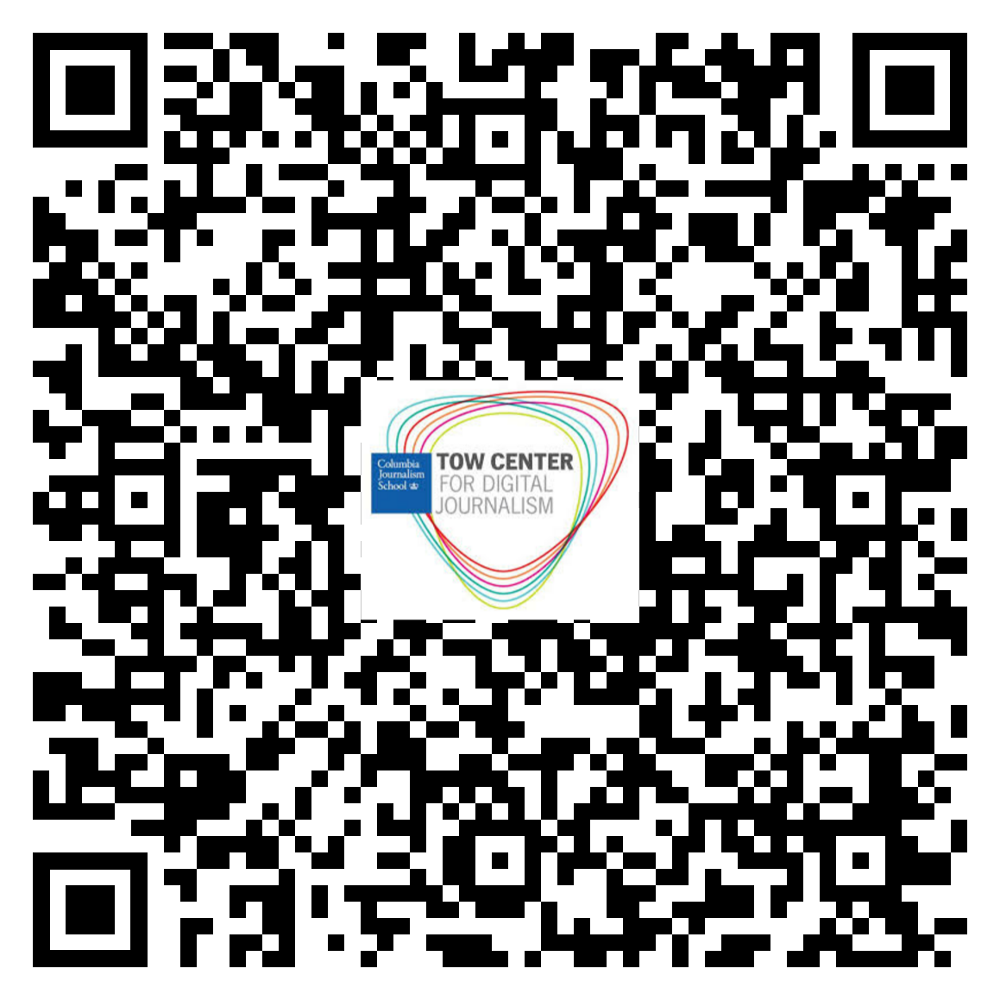 Columbia
Journalism
School
TOW CENTER
FOR DIGITAL
JOURNALISM